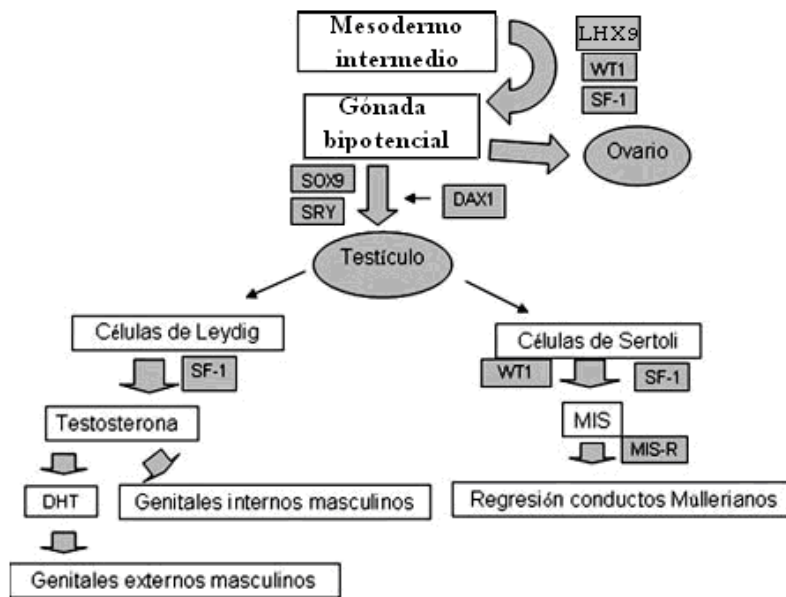 Mesodermo
intermedio
LHX9
WT1
SF-1
Gónada
bipotencial
Ovario
SOX9
SRY
DAX1
Testículo
Células de Leydig
Células de Sertoli
SF-1
WT1
SF-1
Testosterona
MIS
MIS-R
DHT
Genitales internos masculinos
Regresión conductos Müllerianos
Genitales externos masculinos